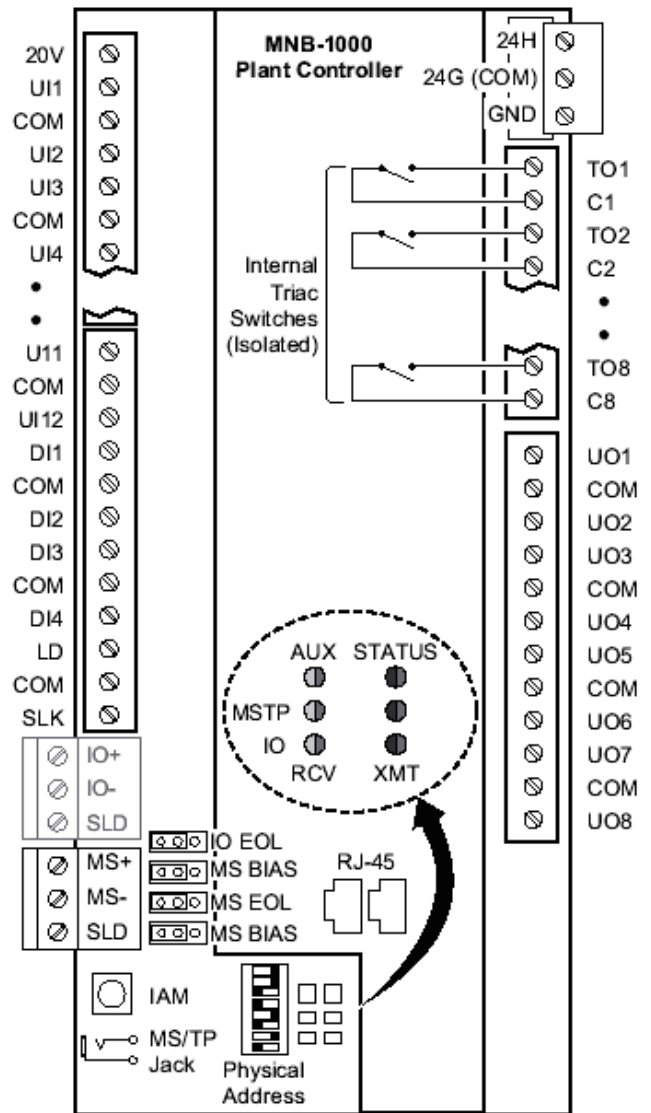 MNB-1000
Plant Controller
20V
UI1
COM
UI2
UI3
COM
UI4
U11
COM
UI12
DI1
COM
DI2
DI3
COM
DI4
LD
COM
SLK
IO+
IO-
SLD
MS+
MS-
SLD
24H
24G (COM)
GND
TO1
C1
TO2
C2
TO8
C8
Internal
Triac
Switches
(Isolated)
UO1
COM
UO2
UO3
COM
UO4
UO5
COM
UO6
UO7
COM
UO8
AUX STATUS
MSTP
IO
RCV XMT
IO EOL
MS BIAS
MS EOL
MS BIAS
RJ-45
IAM
MS/TP
Jack
Physical
Address